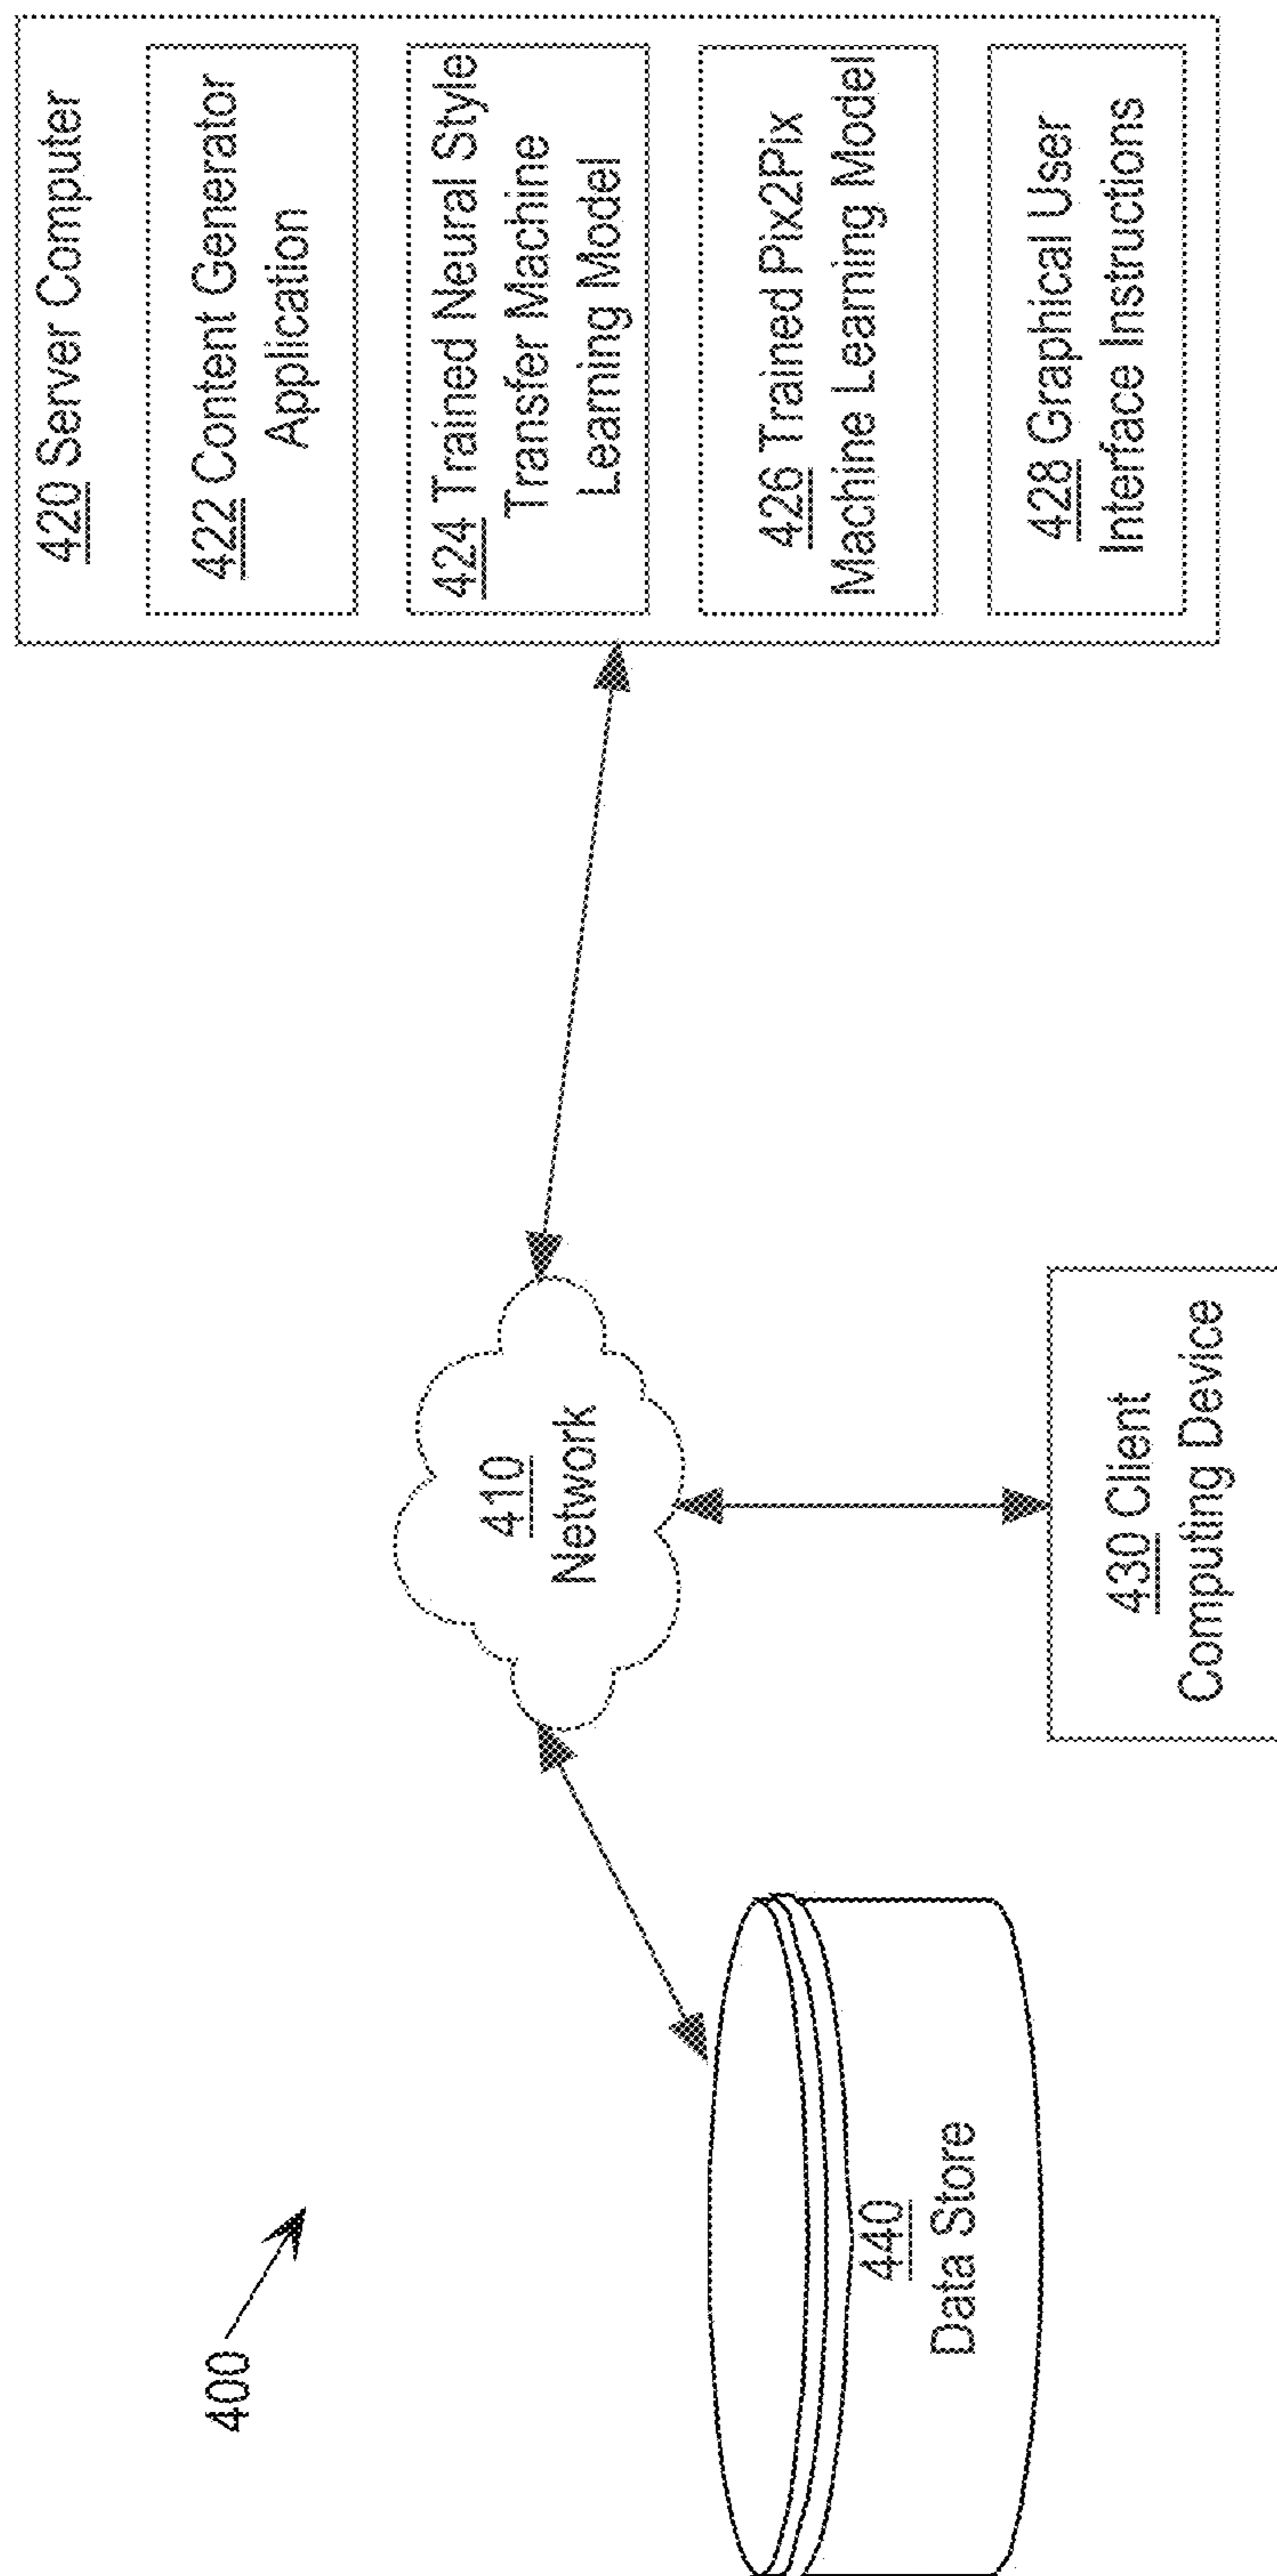 400
420 Server Computer
422 Content Generator
Application
424 Trained Neural Style
Transfer Machine
Learning Model
426 Trained Pix2Pix
Machine Learning Model
428 Graphical User
Interface Instructions
410
Network
430 Client
Computing Device
440
Data Store